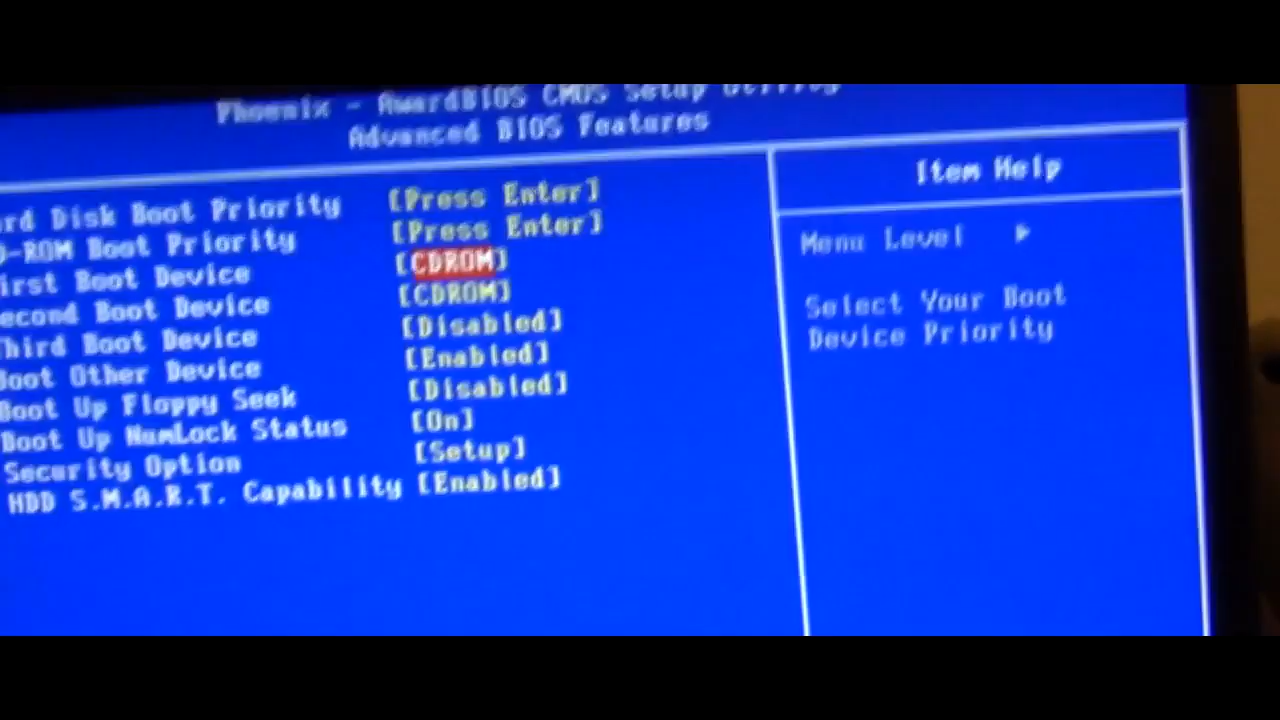 Phoenix - AwardBIOS CMOS Setup Utility
Advanced BIOS Features
rd Disk Boot Priority [Press Enter]
-ROM Boot Priority [Press Enter]
irst Boot Device [CDROM]
econd Boot Device [CDROM]
Third Boot Device [Disabled]
Boot Other Device [Enabled]
Boot Up Floppy Seek [Disabled]
Boot Up NumLock Status [On]
Security Option [Setup]
HDD S.M.A.R.T. Capability [Enabled]
Item Help
Menu Level ▶
Select Your Boot
Device Priority